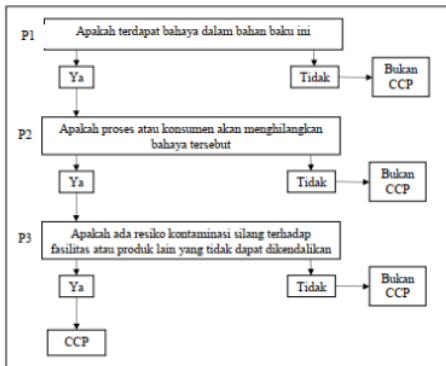 P1 Apakah terdapat bahaya dalam bahan baku ini
Ya
Tidak
Bukan
CCP
P2 Apakah proses atau konsumen akan menghilangkan
bahaya tersebut
Ya
Tidak
Bukan
CCP
P3 Apakah ada resiko kontaminasi silang terhadap
fasilitas atau produk lain yang tidak dapat dikendalikan
Ya
Tidak
Bukan
CCP
CCP